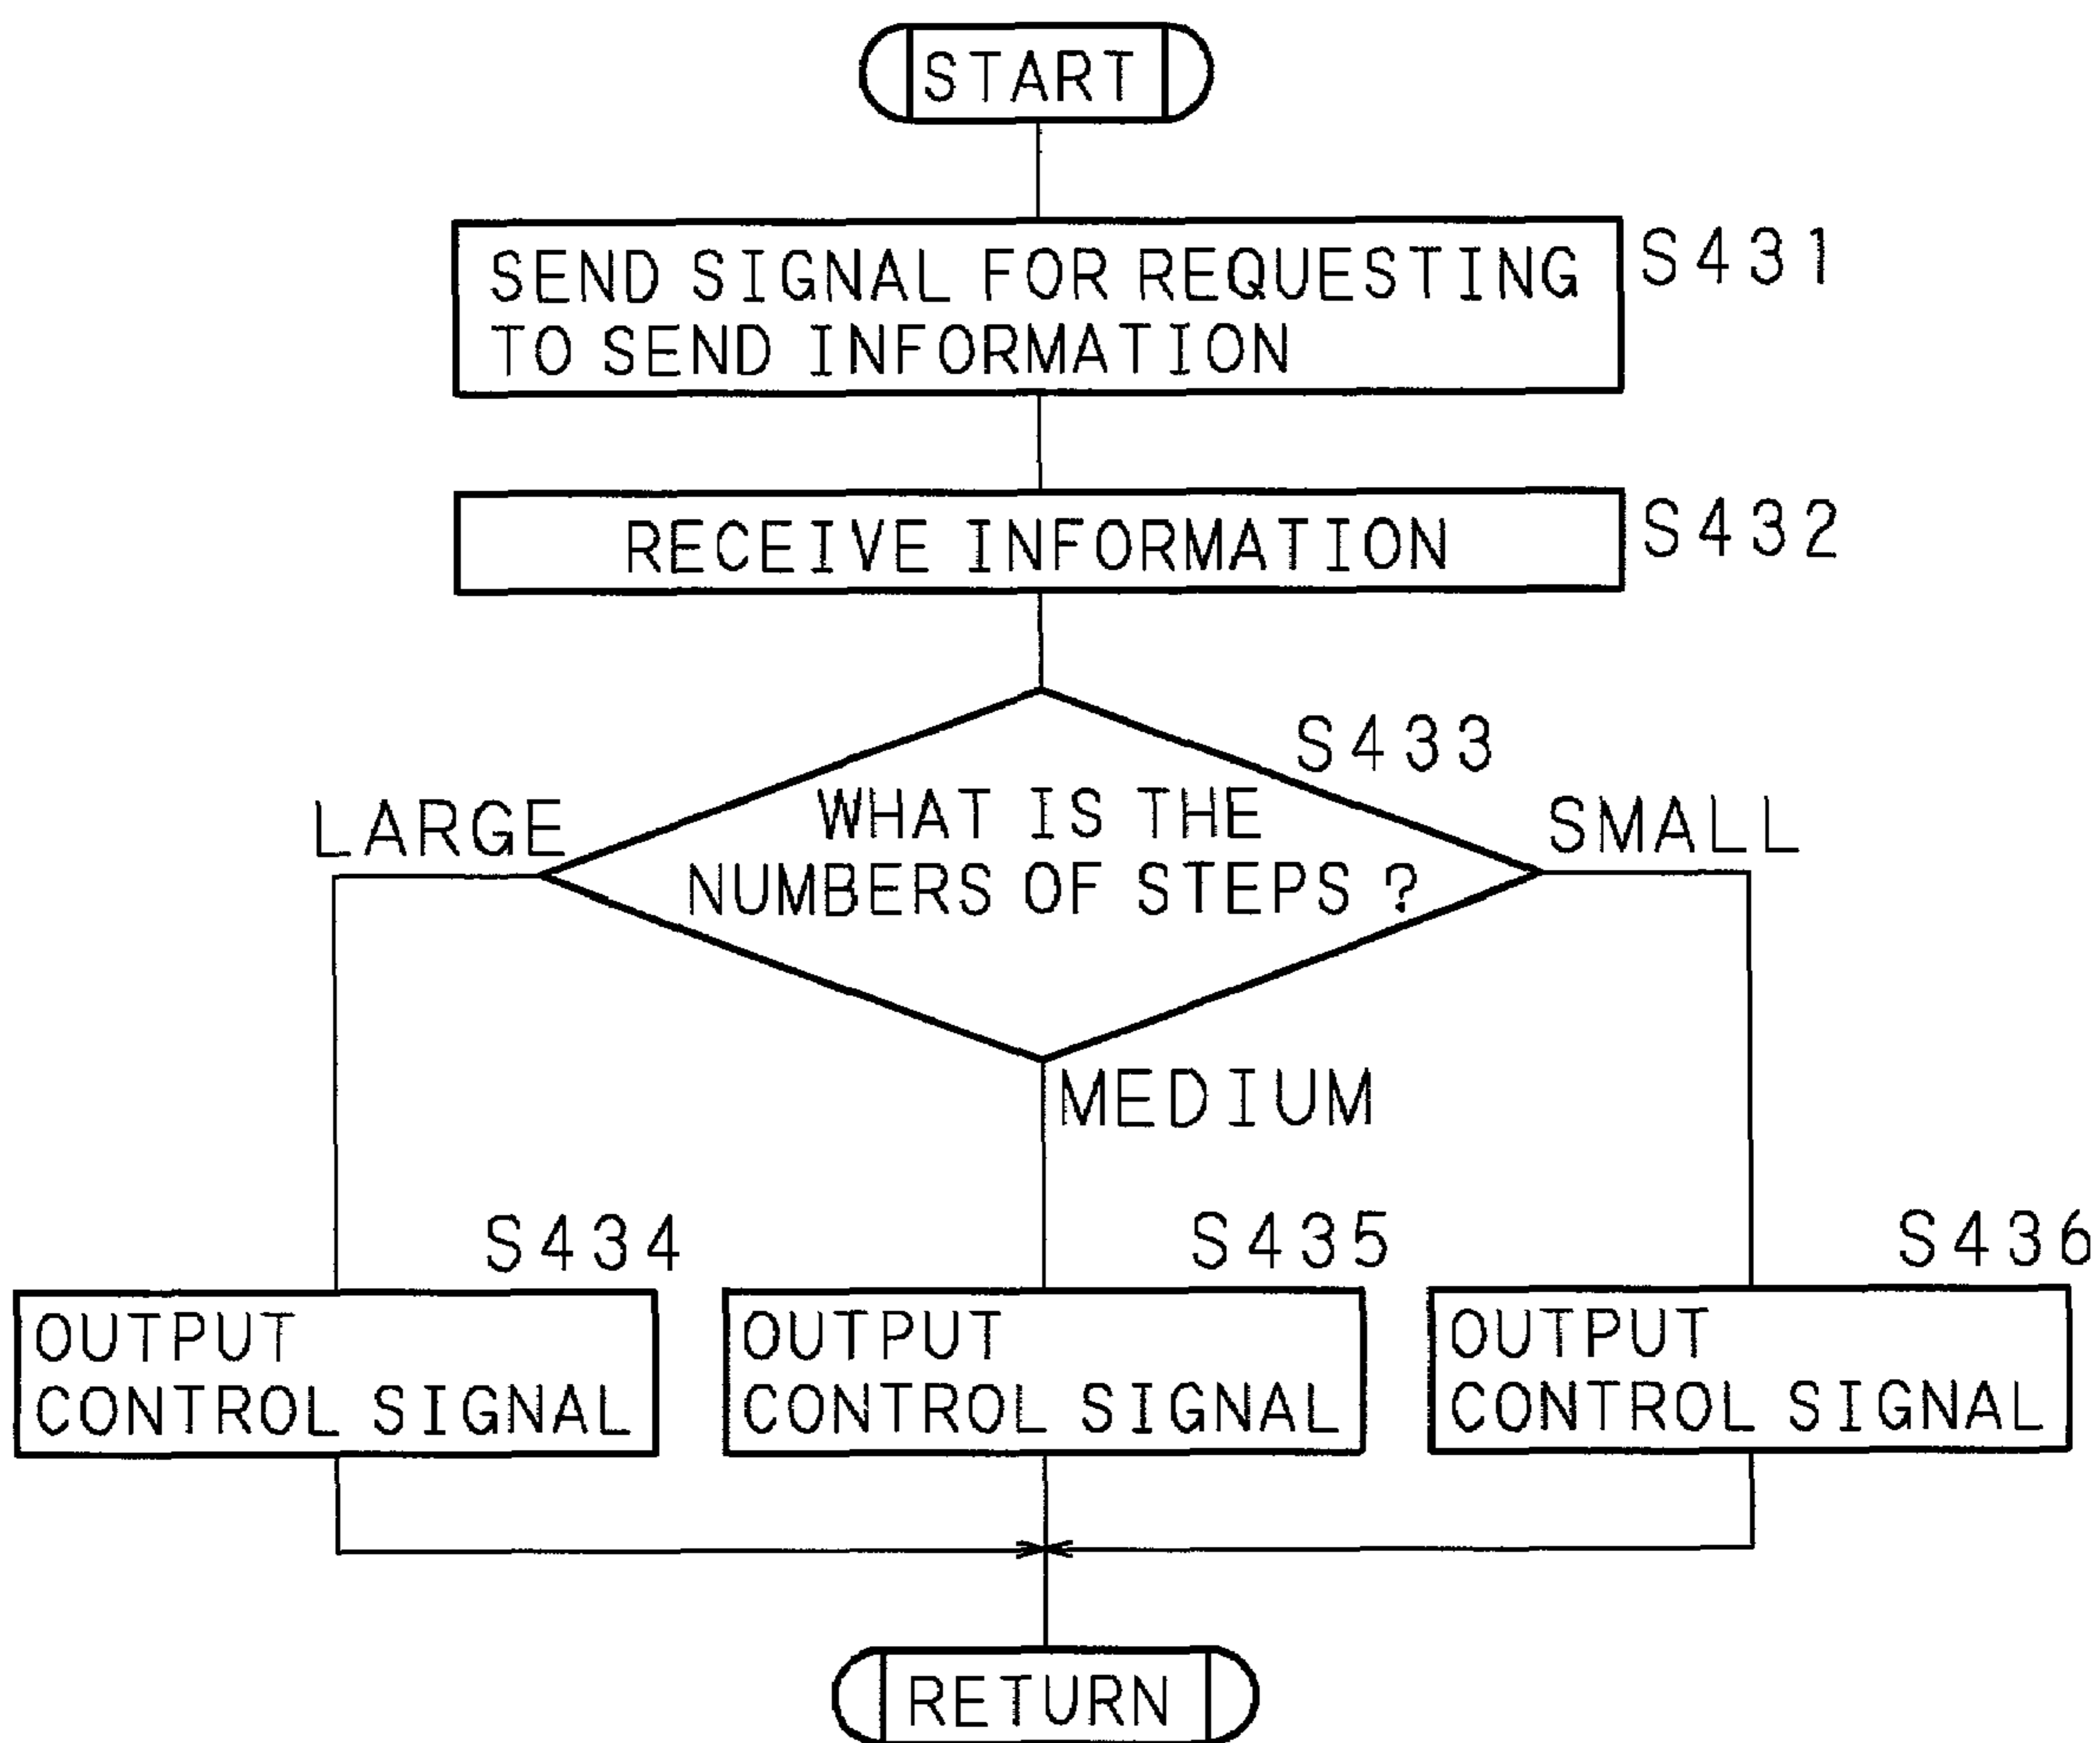 START
SEND SIGNAL FOR REQUESTING
TO SEND INFORMATION
S431
RECEIVE INFORMATION
S432
S433
WHAT IS THE
NUMBERS OF STEPS ?
LARGE
SMALL
MEDIUM
S434
OUTPUT
CONTROL SIGNAL
S435
OUTPUT
CONTROL SIGNAL
S436
OUTPUT
CONTROL SIGNAL
RETURN